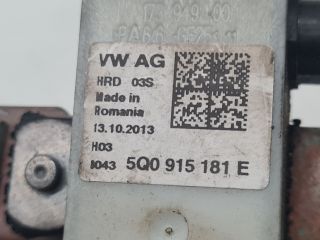 VW AG
HRD 03S
Made in
Romania
13.10.2013
H03
8043 5Q0 915 181 E